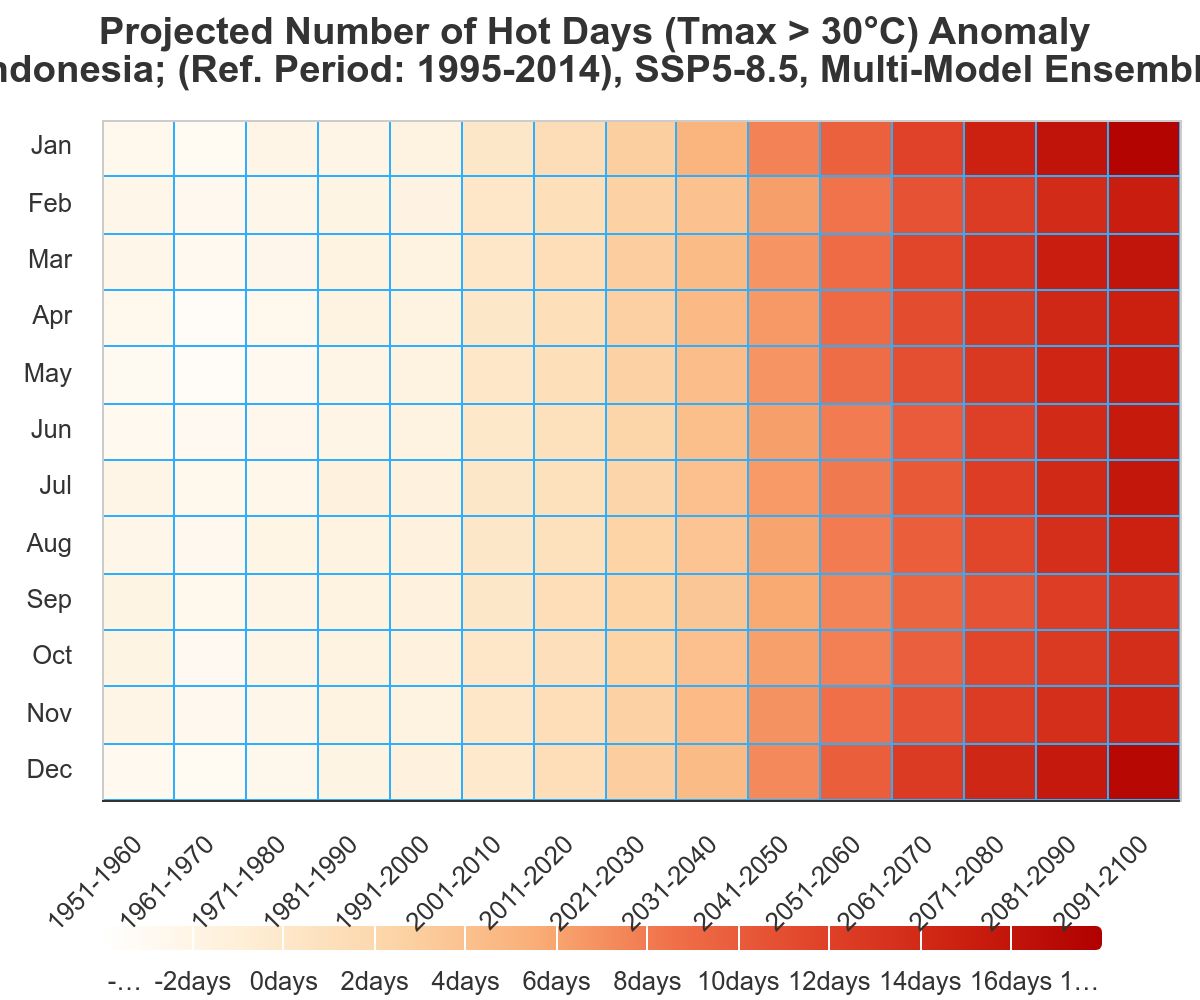 Projected Number of Hot Days (Tmax > 30°C) Anomaly
ndonesia; (Ref. Period: 1995-2014), SSP5-8.5, Multi-Model Ensembl
Jan
Feb
Mar
Apr
May
Jun
Jul
Aug
Sep
Oct
Nov
Dec
1951-1960
1961-1970
1971-1980
1981-1990
1991-2000
2001-2010
2011-2020
2021-2030
2031-2040
2041-2050
2051-2060
2061-2070
2071-2080
2081-2090
2091-2100
-… -2days 0days 2days 4days 6days 8days 10days 12days 14days 16days 1…